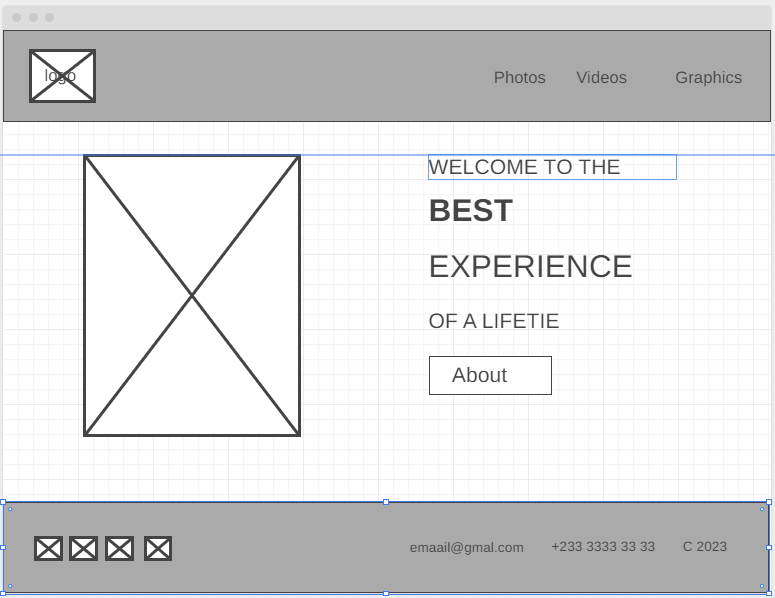 logo
Photos Videos Graphics
WELCOME TO THE
BEST
EXPERIENCE
OF A LIFETIE
About
emaail@gmal.com +233 3333 33 33 C 2023